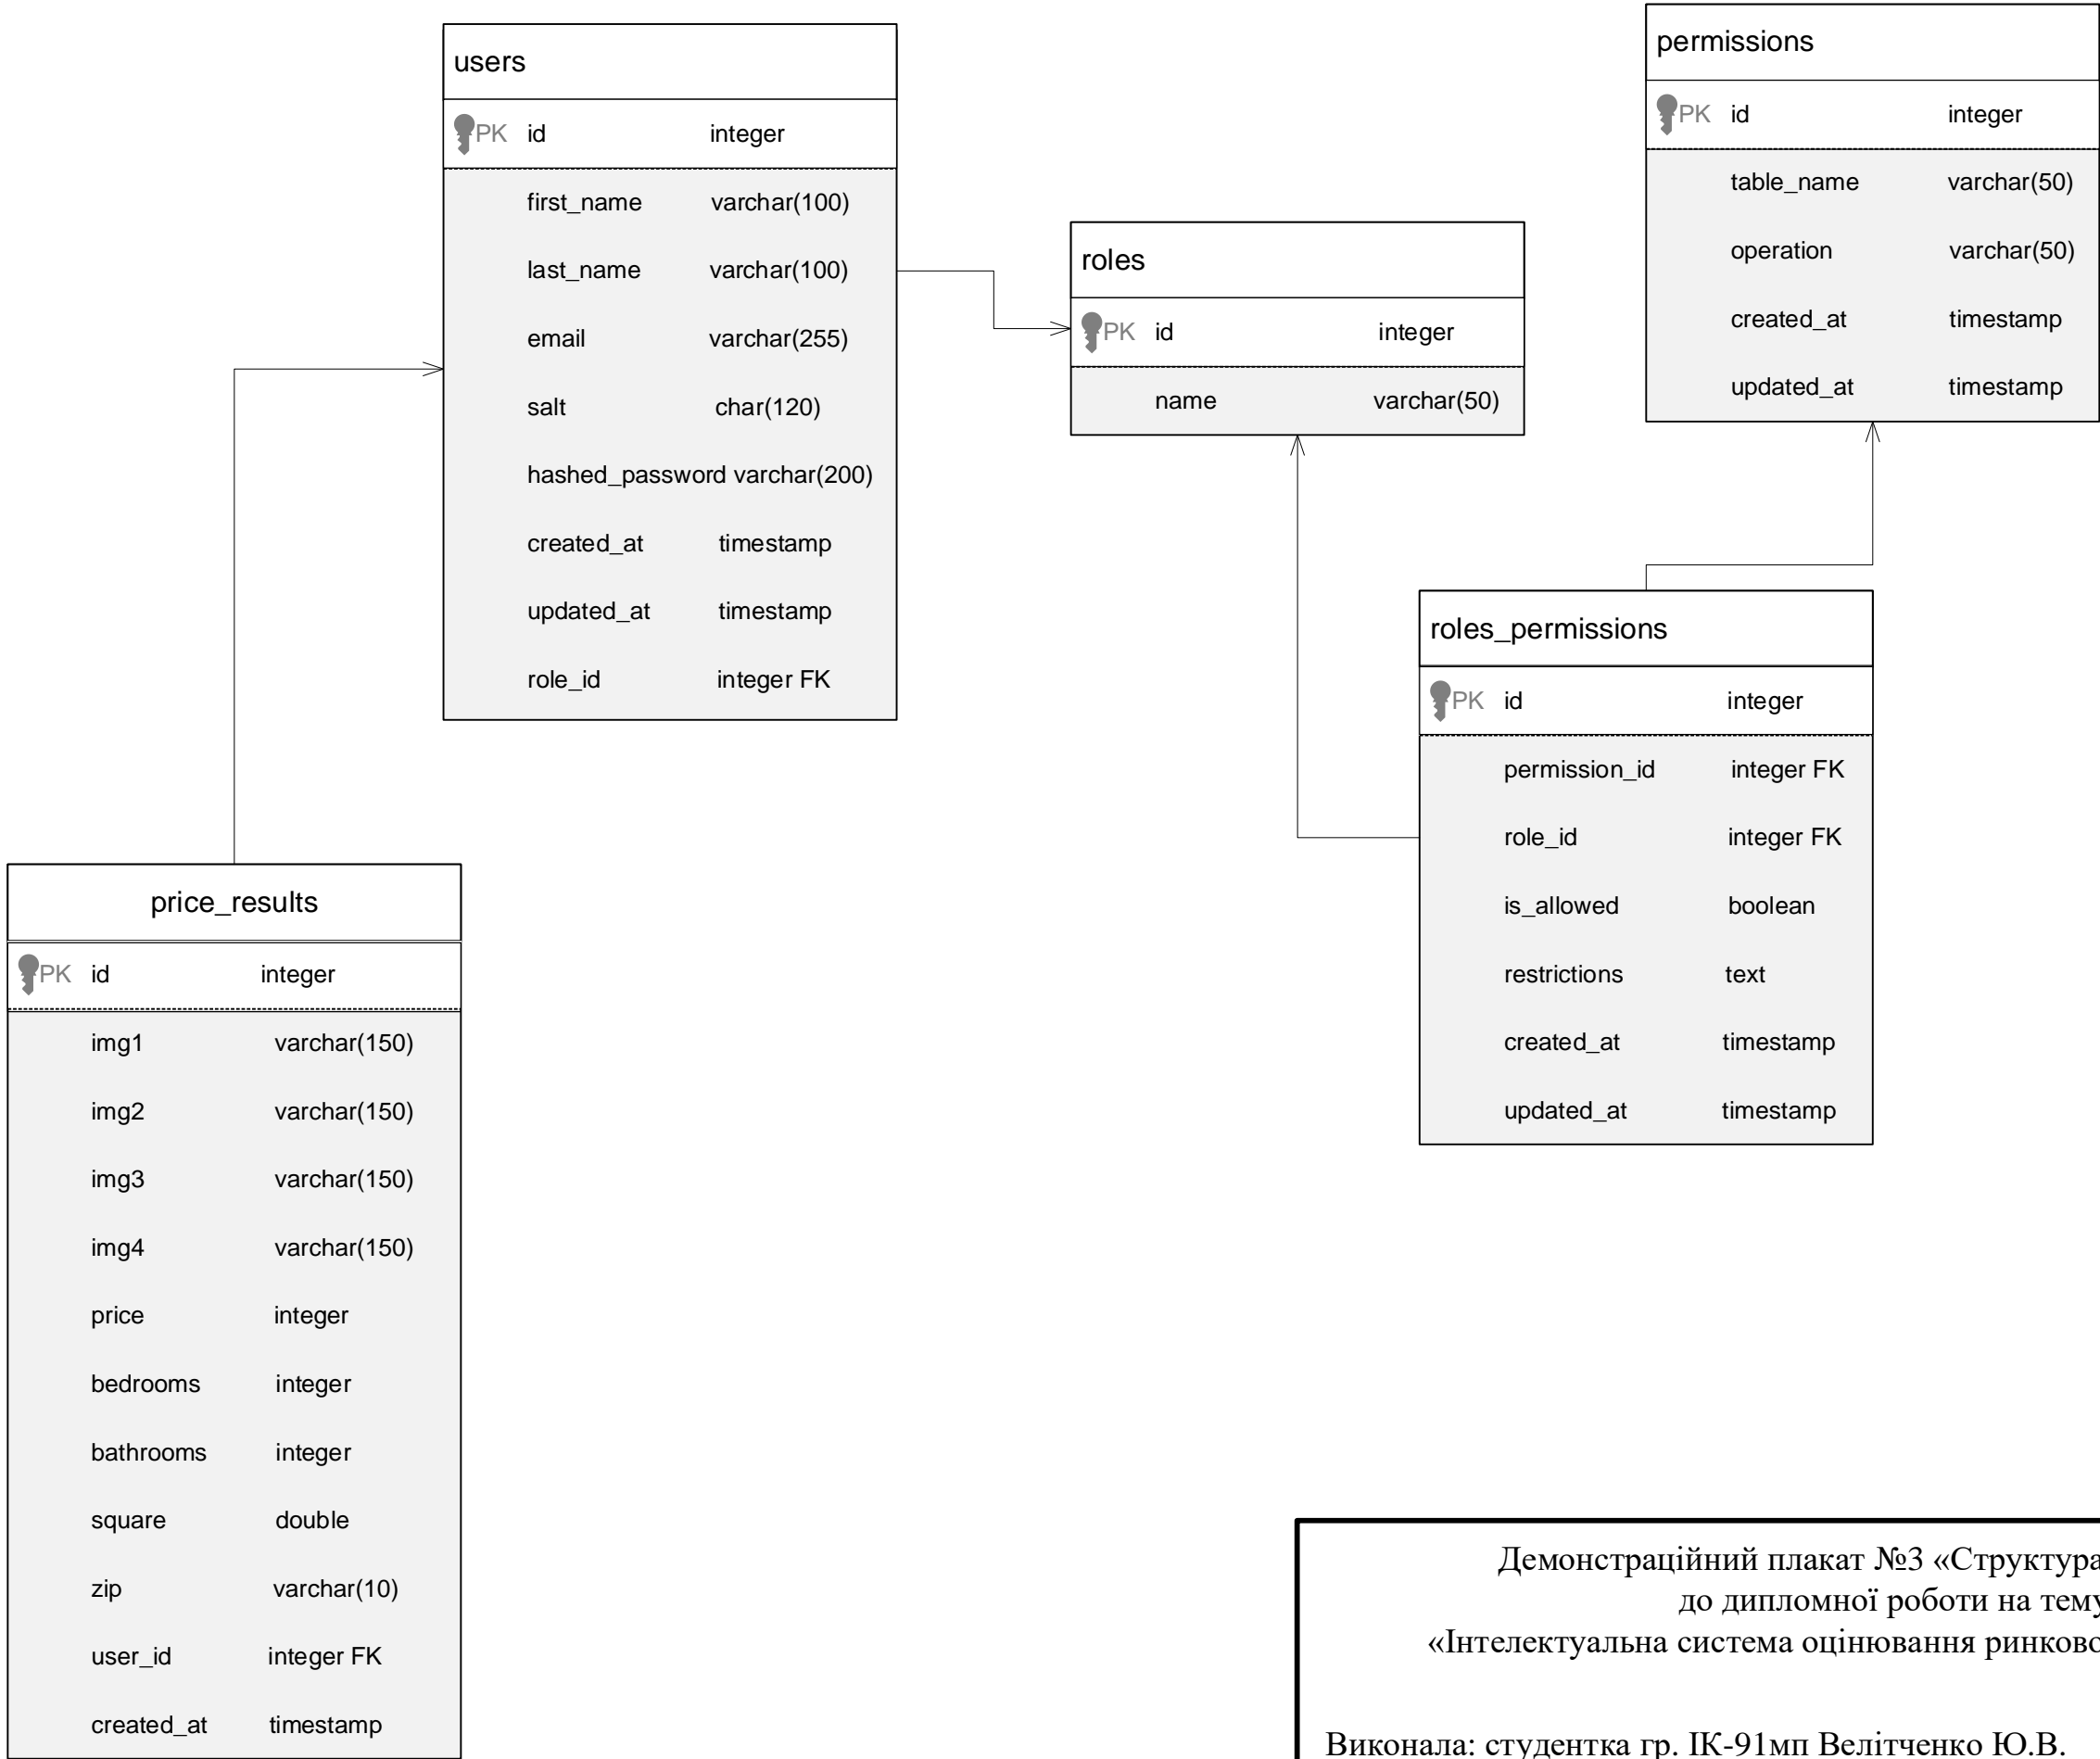 users
PK id integer
first_name varchar(100)
last_name varchar(100)
email varchar(255)
salt char(120)
hashed_password varchar(200)
created_at timestamp
updated_at timestamp
role_id integer FK
permissions
PK id integer
table_name varchar(50)
operation varchar(50)
created_at timestamp
updated_at timestamp
roles
PK id integer
name varchar(50)
roles_permissions
PK id integer
permission_id integer FK
role_id integer FK
is_allowed boolean
restrictions text
created_at timestamp
updated_at timestamp
price_results
PK id integer
img1 varchar(150)
img2 varchar(150)
img3 varchar(150)
img4 varchar(150)
price integer
bedrooms integer
bathrooms integer
square double
zip varchar(10)
user_id integer FK
created_at timestamp
Демонстраційний плакат №3 «Структура
до дипломної роботи на тему
«Інтелектуальна система оцінювання ринково
Виконала: студентка гр. ІК-91мп Велітченко Ю.В.